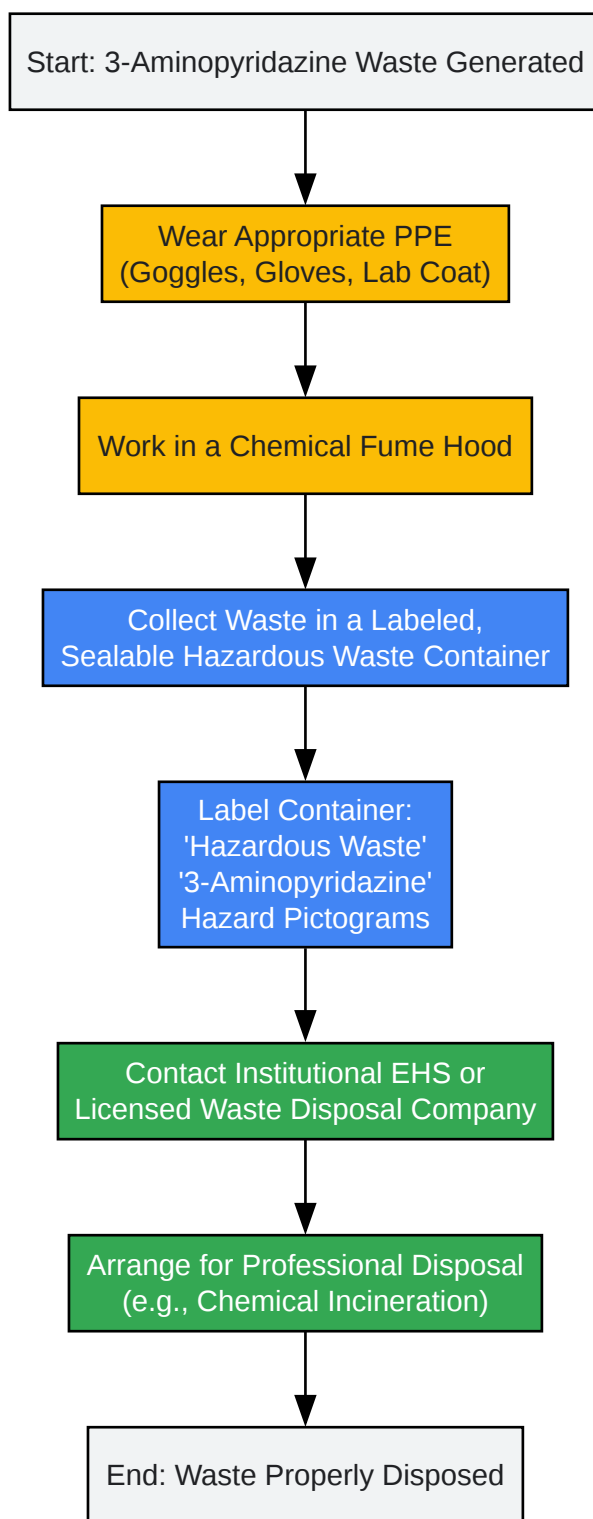 Start: 3-Aminopyridazine Waste Generated
Wear Appropriate PPE
(Goggles, Gloves, Lab Coat)
Work in a Chemical Fume Hood
Collect Waste in a Labeled,
Sealable Hazardous Waste Container
Label Container:
'Hazardous Waste'
'3-Aminopyridazine'
Hazard Pictograms
Contact Institutional EHS or
Licensed Waste Disposal Company
Arrange for Professional Disposal
(e.g., Chemical Incineration)
End: Waste Properly Disposed